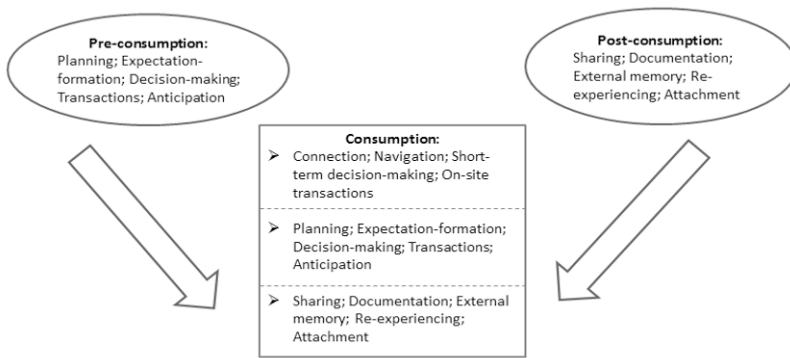 Pre-consumption:
Planning; Expectation-
formation; Decision-making;
Transactions; Anticipation
Post-consumption:
Sharing; Documentation;
External memory; Re-
experiencing; Attachment
Consumption:
➤ Connection; Navigation; Short-
term decision-making; On-site
transactions
➤ Planning; Expectation-formation;
Decision-making; Transactions;
Anticipation
➤ Sharing; Documentation; External
memory; Re-experiencing;
Attachment